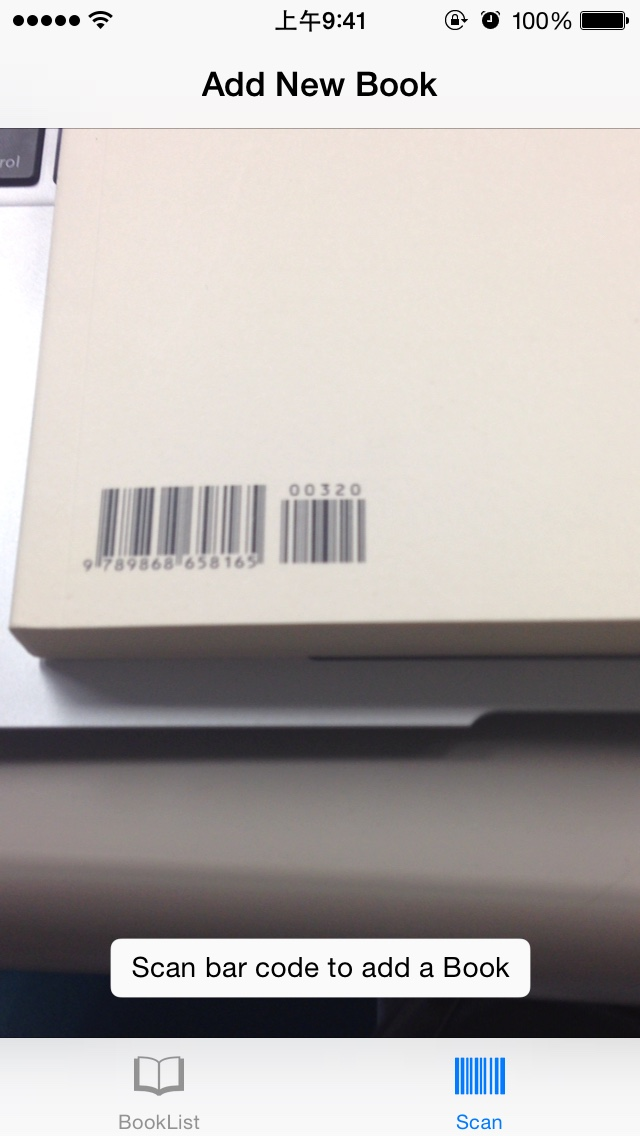 上午9:41
100%
Add New Book
rol
00320
9 789868 658165
Scan bar code to add a Book
BookList
Scan